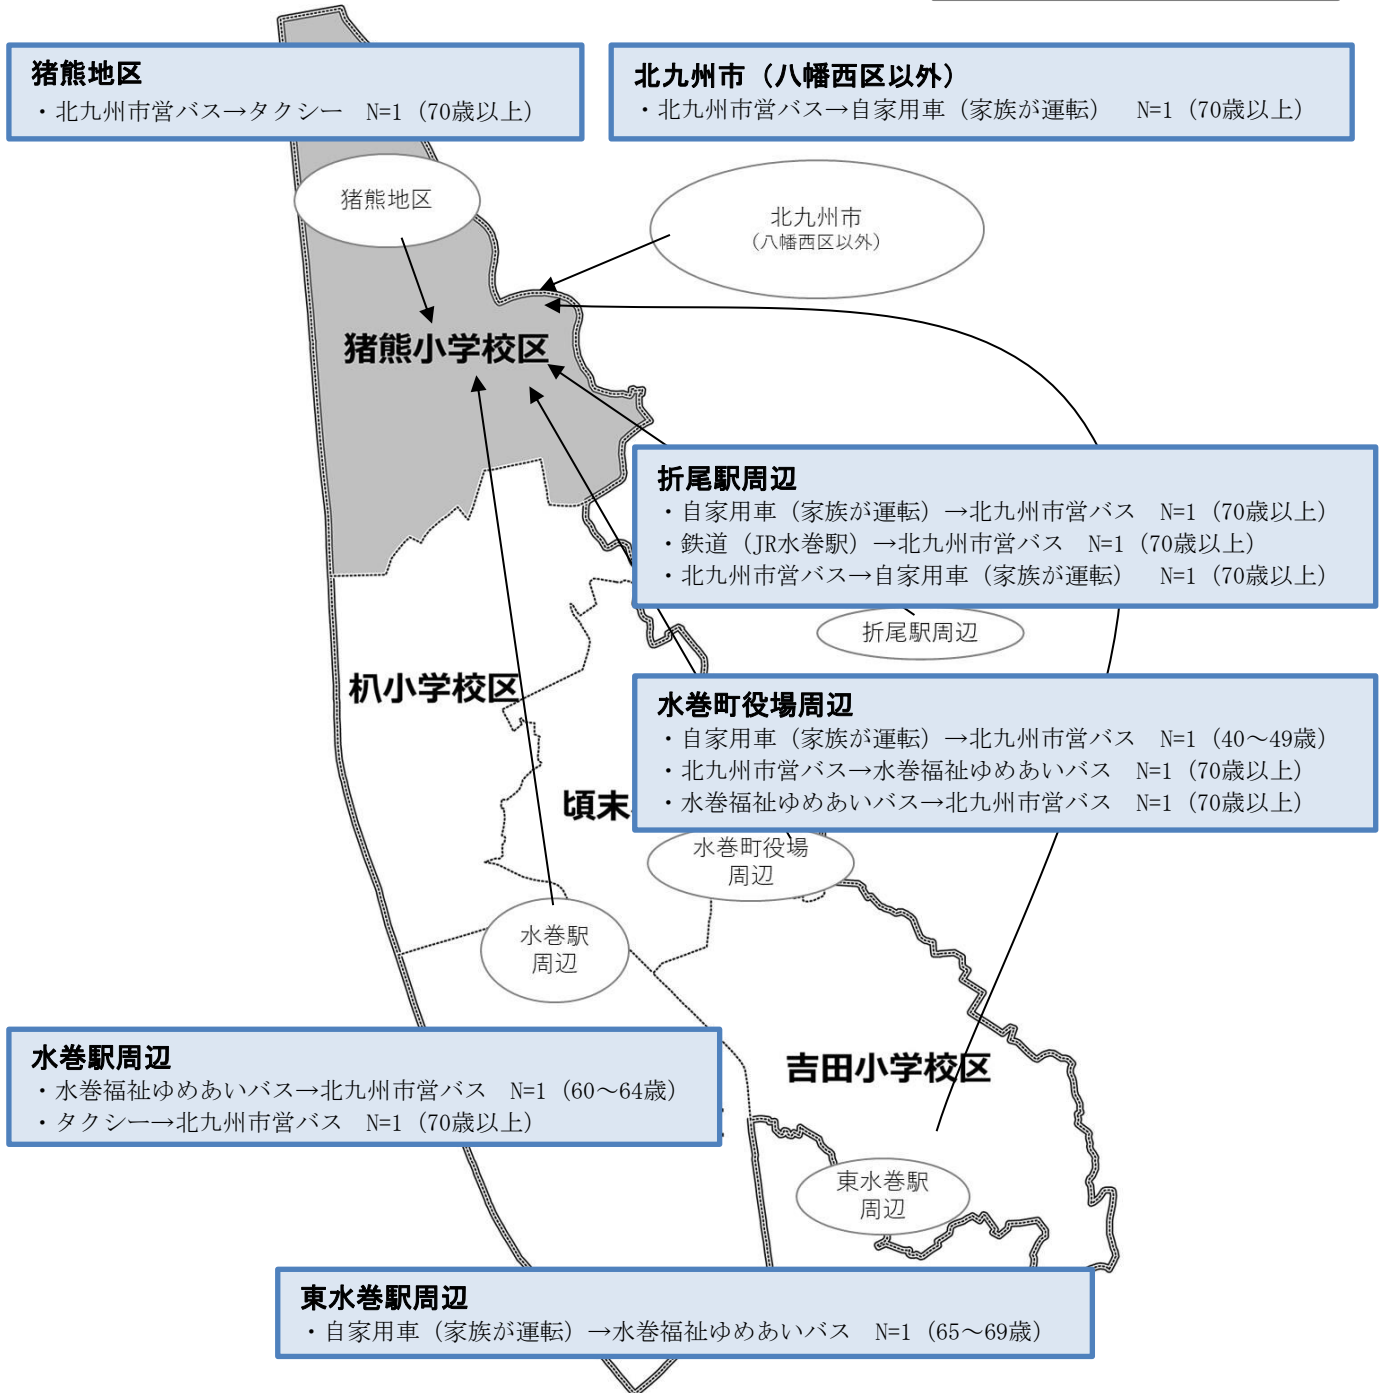 猪熊地区
・北九州市営バス→タクシー　N=1（70歳以上）
北九州市（八幡西区以外）
・北九州市営バス→自家用車（家族が運転）　N=1（70歳以上）
猪熊地区
北九州市
（八幡西区以外）
猪熊小学校区
折尾駅周辺
・自家用車（家族が運転）→北九州市営バス　N=1（70歳以上）
・鉄道（JR水巻駅）→北九州市営バス　N=1（70歳以上）
・北九州市営バス→自家用車（家族が運転）　N=1（70歳以上）
折尾駅周辺
杁小学校区
水巻町役場周辺
・自家用車（家族が運転）→北九州市営バス　N=1（40～49歳）
・北九州市営バス→水巻福祉ゆめあいバス　N=1（70歳以上）
・水巻福祉ゆめあいバス→北九州市営バス　N=1（70歳以上）
頃末
水巻町役場
周辺
水巻駅
周辺
水巻駅周辺
・水巻福祉ゆめあいバス→北九州市営バス　N=1（60～64歳）
・タクシー→北九州市営バス　N=1（70歳以上）
吉田小学校区
東水巻駅
周辺
東水巻駅周辺
・自家用車（家族が運転）→水巻福祉ゆめあいバス　N=1（65～69歳）